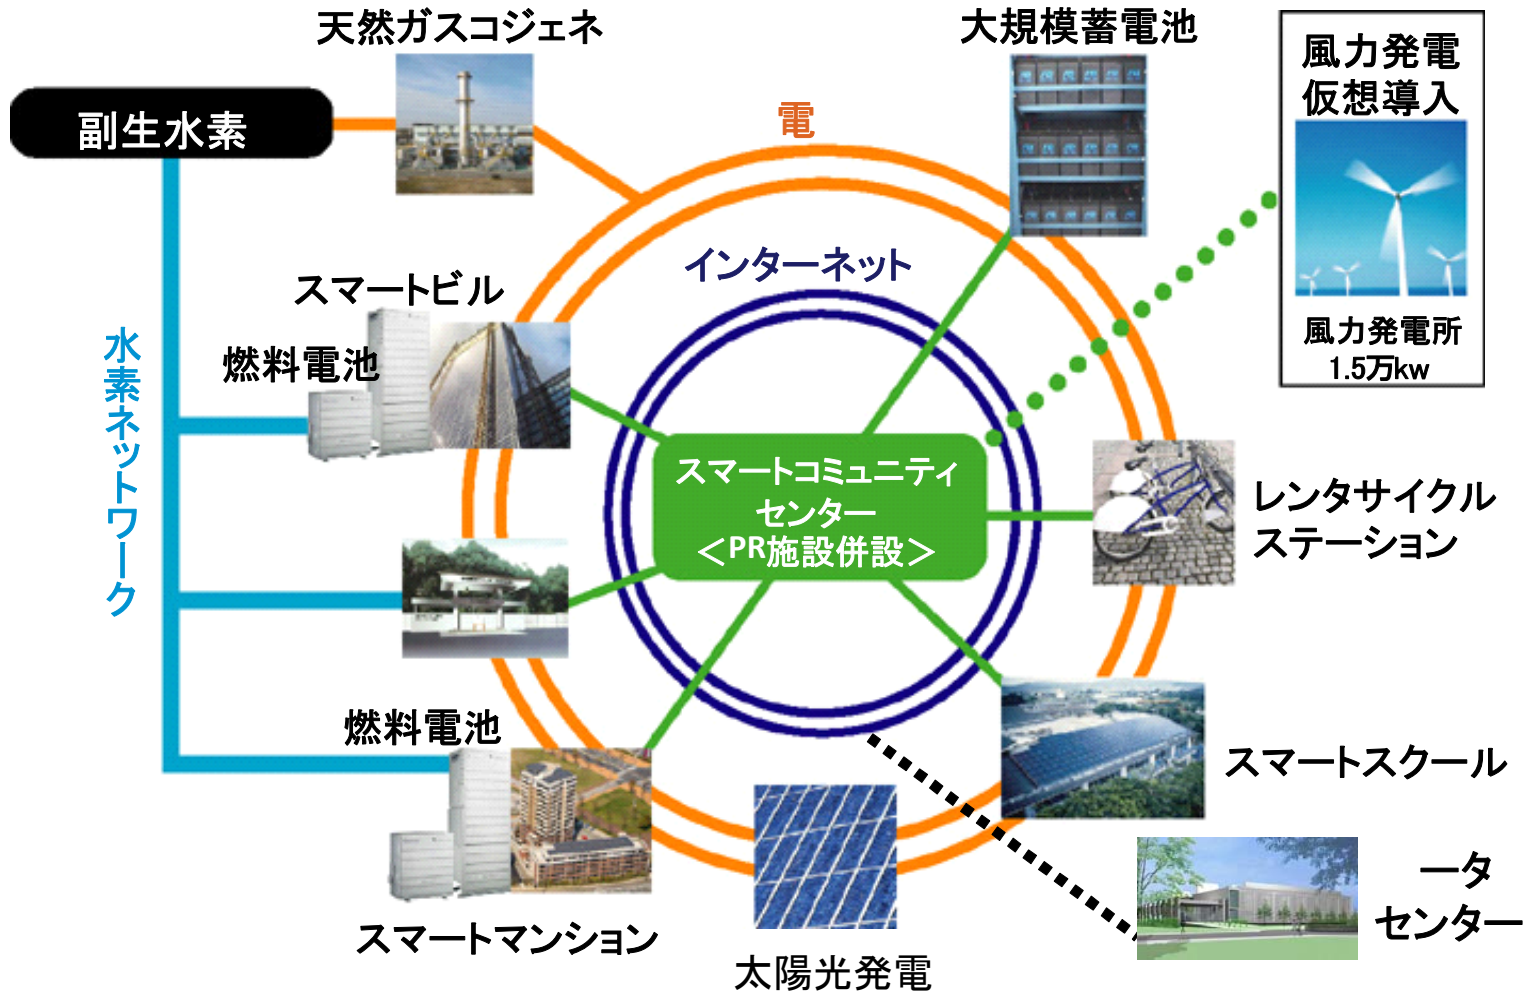 天然ガスコジェネ
大規模蓄電池
風力発電
仮想導入
副生水素
電
インターネット
スマートビル
燃料電池
風力発電所
1.5万kw
水素ネットワーク
スマートコミュニティ
センター
＜PR施設併設＞
レンタサイクル
ステーション
燃料電池
スマートスクール
ータ
センター
スマートマンション
太陽光発電